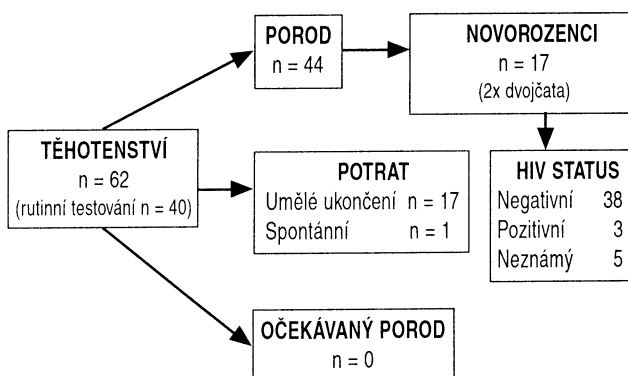 POROD
n = 44
NOVOROZENCI
n = 17
(2x dvojčata)
TĚHOTENSTVÍ
n = 62
(rutinní testování n = 40)
POTRAT
Umělé ukončení n = 17
Spontánní n = 1
HIV STATUS
Negativní 38
Pozitivní 3
Neznámý 5
OČEKÁVANÝ POROD
n = 0